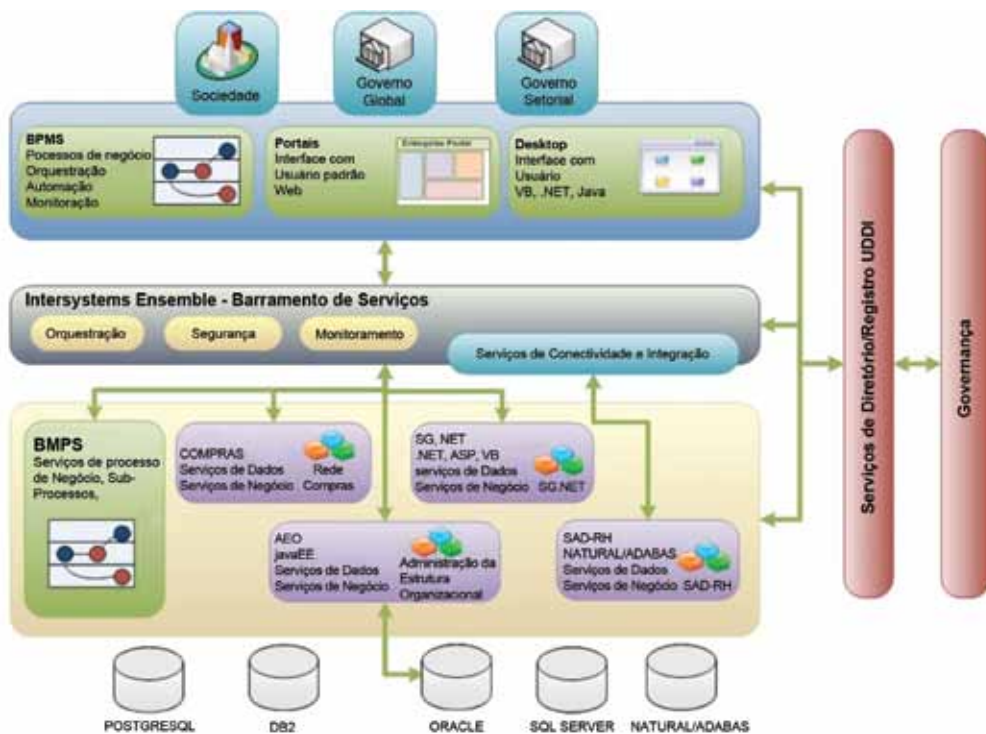 Sociedade
Governo
Global
Governo
Setorial
BPMS
Pocessos de negócio
Orquestração
Automação
Monitoração
Portais
Interface com
Usuário padrão
Web
Enterprise Portal
Desktop
Interface com
Usuário
VB, .NET, Java
Intersystems Ensemble - Barramento de Serviços
Orquestração
Segurança
Monitoramento
Serviços de Conectividade e Integração
BMPS
Serviços de processo
de Negócio, Sub-
Processos,
COMPRAS
Serviços de Dados
Serviços de Negócio
Rede
Compras
SG, NET
.NET, ASP, VB
serviços de Dados
Serviços de Negócio
SG.NET
AEO
javaEE
Serviços de Dados
Serviços de Negócio
Administração da
Estrutura
Organizacional
SAD-RH
NATURAL/ADABAS
Serviços de Dados
Serviços de Negócio
SAD-RH
POSTGRESQL
DB2
ORACLE
SQL SERVER
NATURAL/ADABAS
Serviços de Diretório/Registro UDDI
Governança